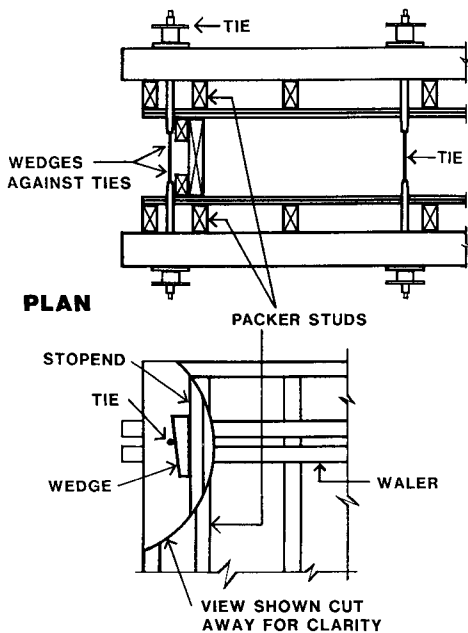 TIE
WEDGES
AGAINST TIES
TIE
PLAN
PACKER STUDS
STOPEND
TIE
WEDGE
WALER
VIEW SHOWN CUT
AWAY FOR CLARITY